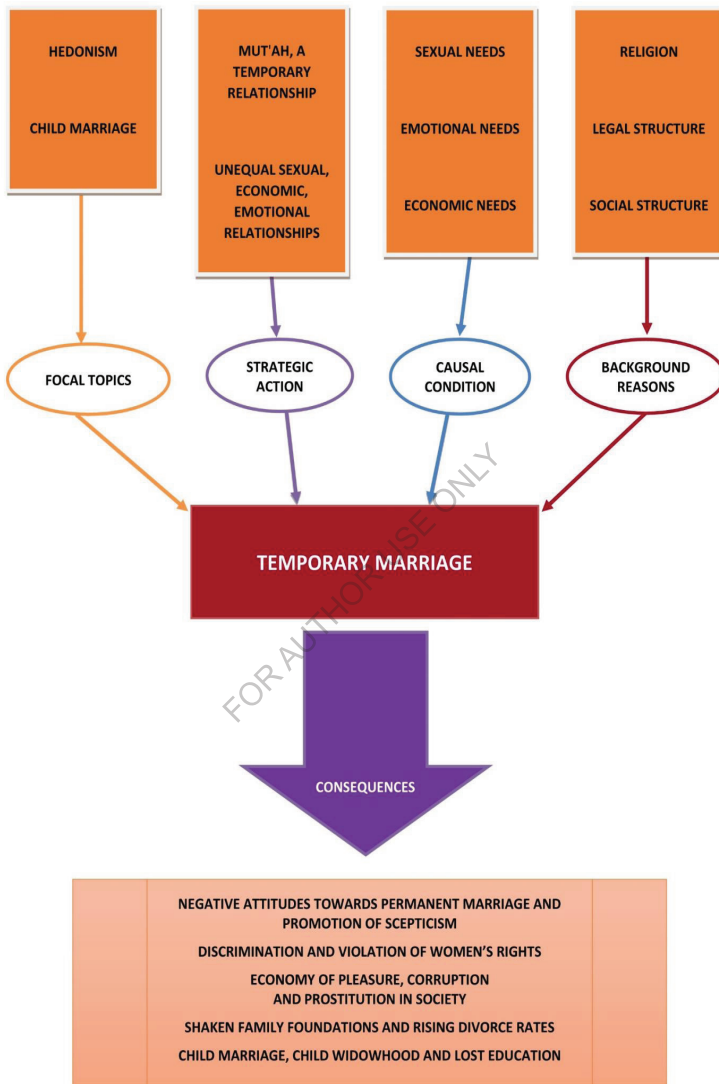 HEDONISM
CHILD MARRIAGE
MUT'AH, A
TEMPORARY
RELATIONSHIP
UNEQUAL SEXUAL,
ECONOMIC,
EMOTIONAL
RELATIONSHIPS
SEXUAL NEEDS
EMOTIONAL NEEDS
ECONOMIC NEEDS
RELIGION
LEGAL STRUCTURE
SOCIAL STRUCTURE
FOCAL TOPICS
STRATEGIC
ACTION
CAUSAL
CONDITION
BACKGROUND
REASONS
TEMPORARY MARRIAGE
FOR AUTHOR USE ONLY
CONSEQUENCES
NEGATIVE ATTITUDES TOWARDS PERMANENT MARRIAGE AND
PROMOTION OF SCEPTICISM
DISCRIMINATION AND VIOLATION OF WOMEN'S RIGHTS
ECONOMY OF PLEASURE, CORRUPTION
AND PROSTITUTION IN SOCIETY
SHAKEN FAMILY FOUNDATIONS AND RISING DIVORCE RATES
CHILD MARRIAGE, CHILD WIDOWHOOD AND LOST EDUCATION